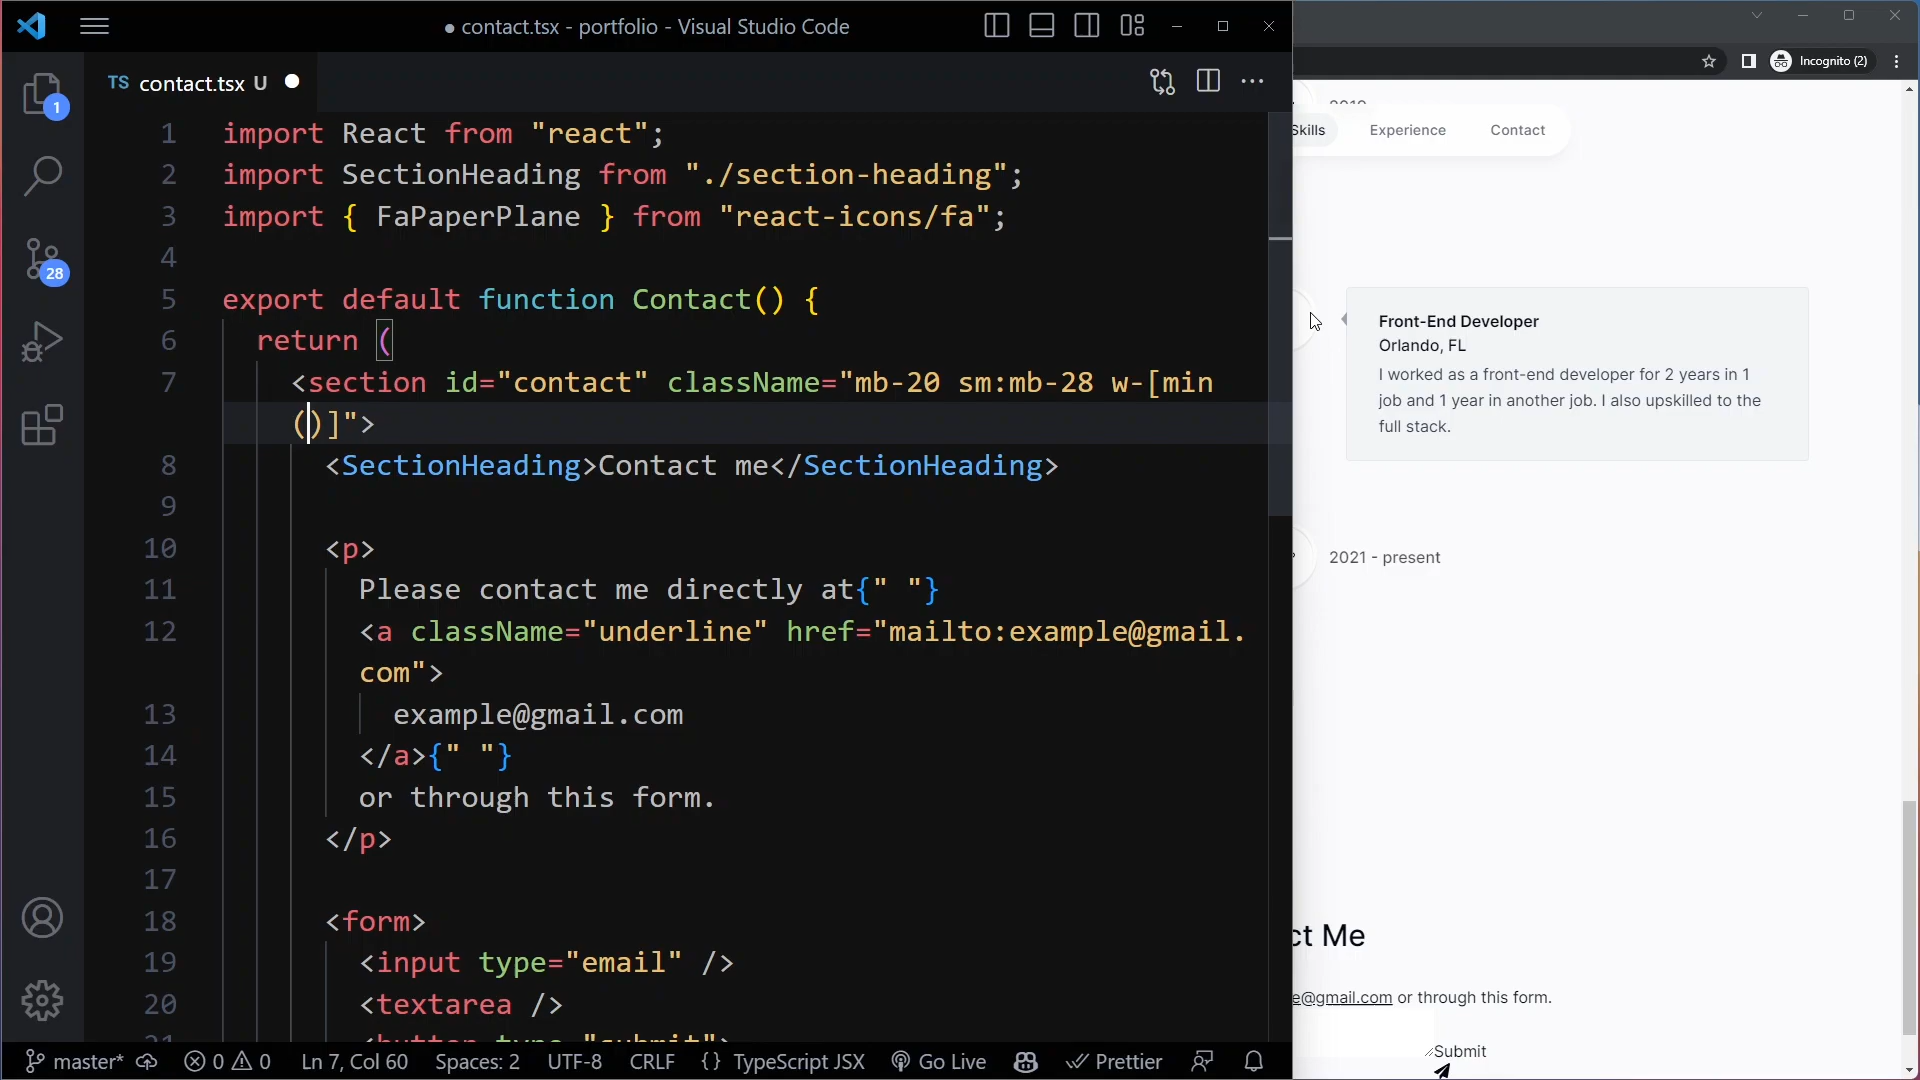 ● contact.tsx - portfolio - Visual Studio Code
TS contact.tsx U ●
1
28
1 import React from "react";
2 import SectionHeading from "./section-heading";
3 import { FaPaperPlane } from "react-icons/fa";
4
5 export default function Contact() {
6 return (
7 <section id="contact" className="mb-20 sm:mb-28 w-[min
()]">
8 <SectionHeading>Contact me</SectionHeading>
9
10 <p>
11 Please contact me directly at{" "}
12 <a className="underline" href="mailto:example@gmail.
com">
13 example@gmail.com
14 </a>{" "}
15 or through this form.
16 </p>
17
18 <form>
19 <input type="email" />
20 <textarea />
21 <button type="submit">
master* 0 0 Ln 7, Col 60 Spaces: 2 UTF-8 CRLF {} TypeScript JSX Go Live Prettier
Incognito (2)
2019
Skills Experience Contact
Front-End Developer
Orlando, FL
I worked as a front-end developer for 2 years in 1
job and 1 year in another job. I also upskilled to the
full stack.
2021 - present
ct Me
e@gmail.com or through this form.
Submit